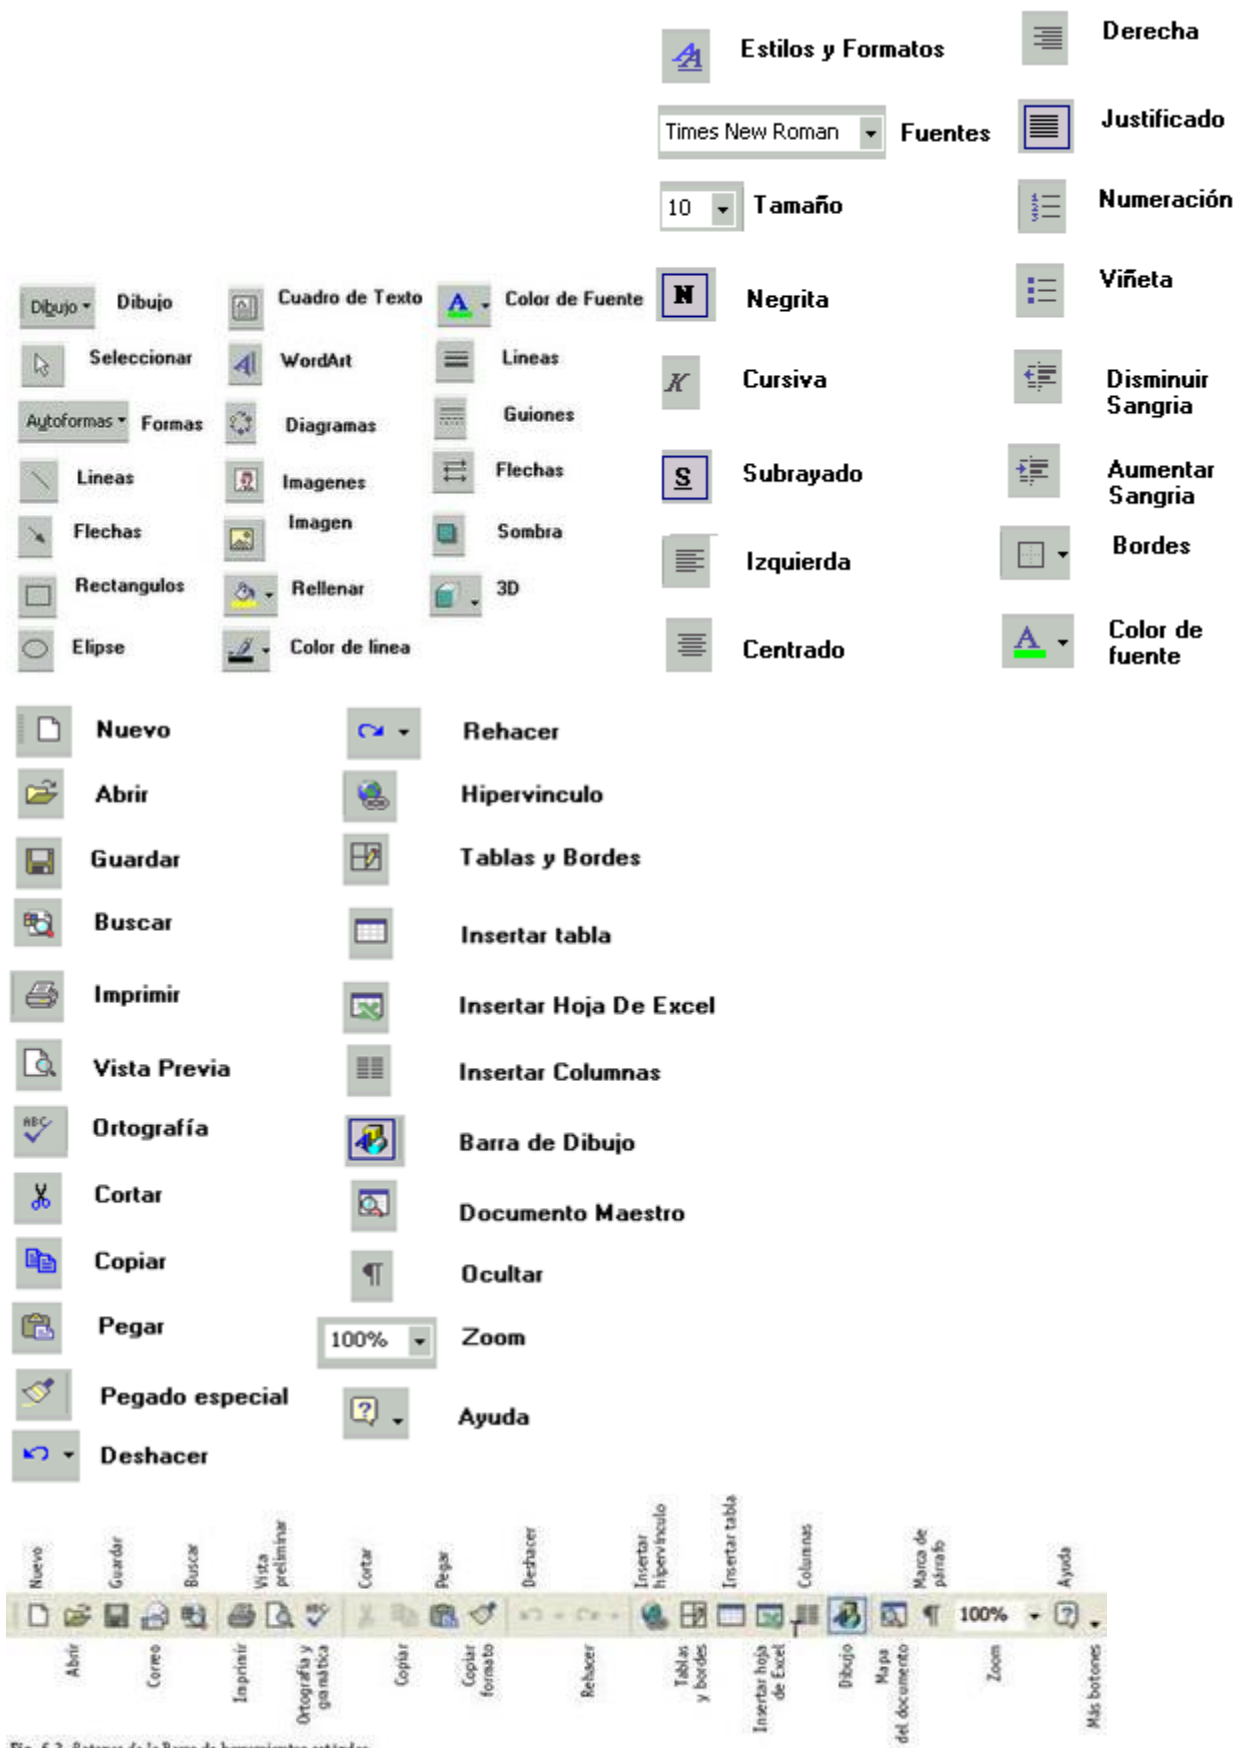 Estilos y Formatos
Times New Roman
Fuentes
10
Tamaño
N
Negrita
K
Cursiva
S
Subrayado
Izquierda
Centrado
Derecha
Justificado
Numeración
Viñeta
Disminuir
Sangria
Aumentar
Sangria
Bordes
A
Color de
fuente
Dibujo
Dibujo
Seleccionar
Autoformas
Formas
Lineas
Flechas
Rectangulos
Elipse
Cuadro de Texto
WordArt
Diagramas
Imagenes
Imagen
Rellenar
Color de linea
A
Color de Fuente
Lineas
Guiones
Flechas
Sombra
3D
Nuevo
Abrir
Guardar
Buscar
Imprimir
Vista Previa
ABC
Ortografía
Cortar
Copiar
Pegar
Pegado especial
Deshacer
Rehacer
Hipervinculo
Tablas y Bordes
Insertar tabla
Insertar Hoja De Excel
Insertar Columnas
Barra de Dibujo
Documento Maestro
¶
Ocultar
100%
Zoom
?
Ayuda
Nuevo
Guardar
Buscar
Vista
preliminar
Cortar
Pegar
Deshacer
Insertar
hipervínculo
Insertar tabla
Columnas
Marca de
párrafo
Ayuda
¶
100%
?
Abrir
Correo
Imprimir
Ortografía y
gramática
Copiar
Copiar
formato
Rehacer
Tablas
y bordes
Insertar hoja
de Excel
Dibujo
Mapa
del documento
Zoom
Más botones